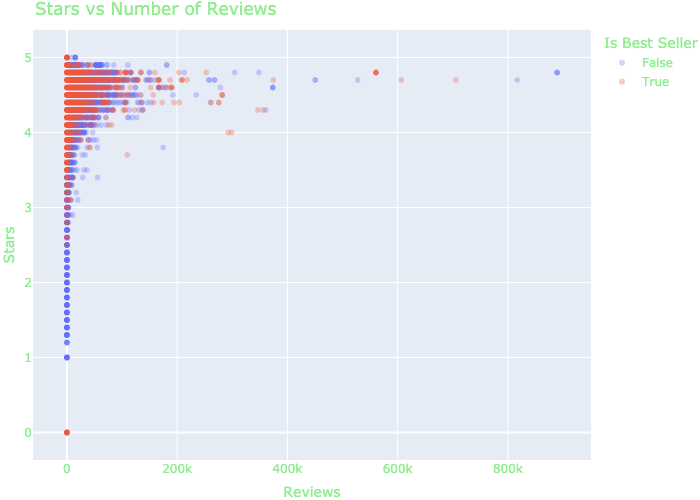 Stars vs Number of Reviews
Is Best Seller
False
True
Stars
5
4
3
2
1
0
0
200k
400k
600k
800k
Reviews